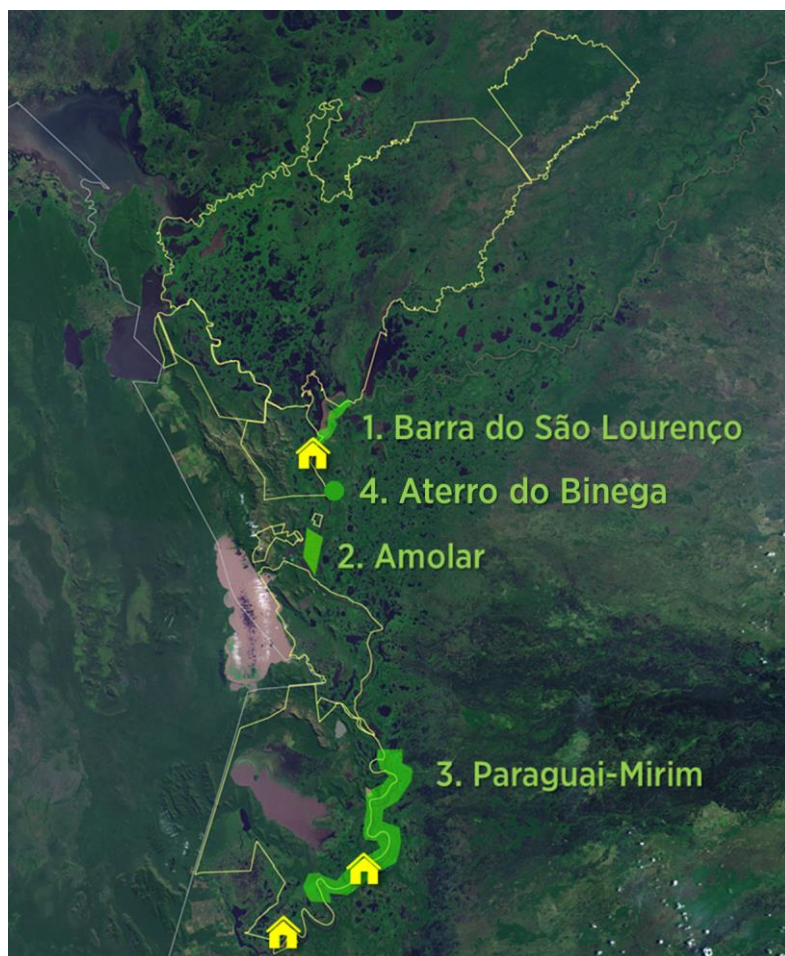 1. Barra do São Lourenço
4. Aterro do Binega
2. Amolar
3. Paraguai-Mirim